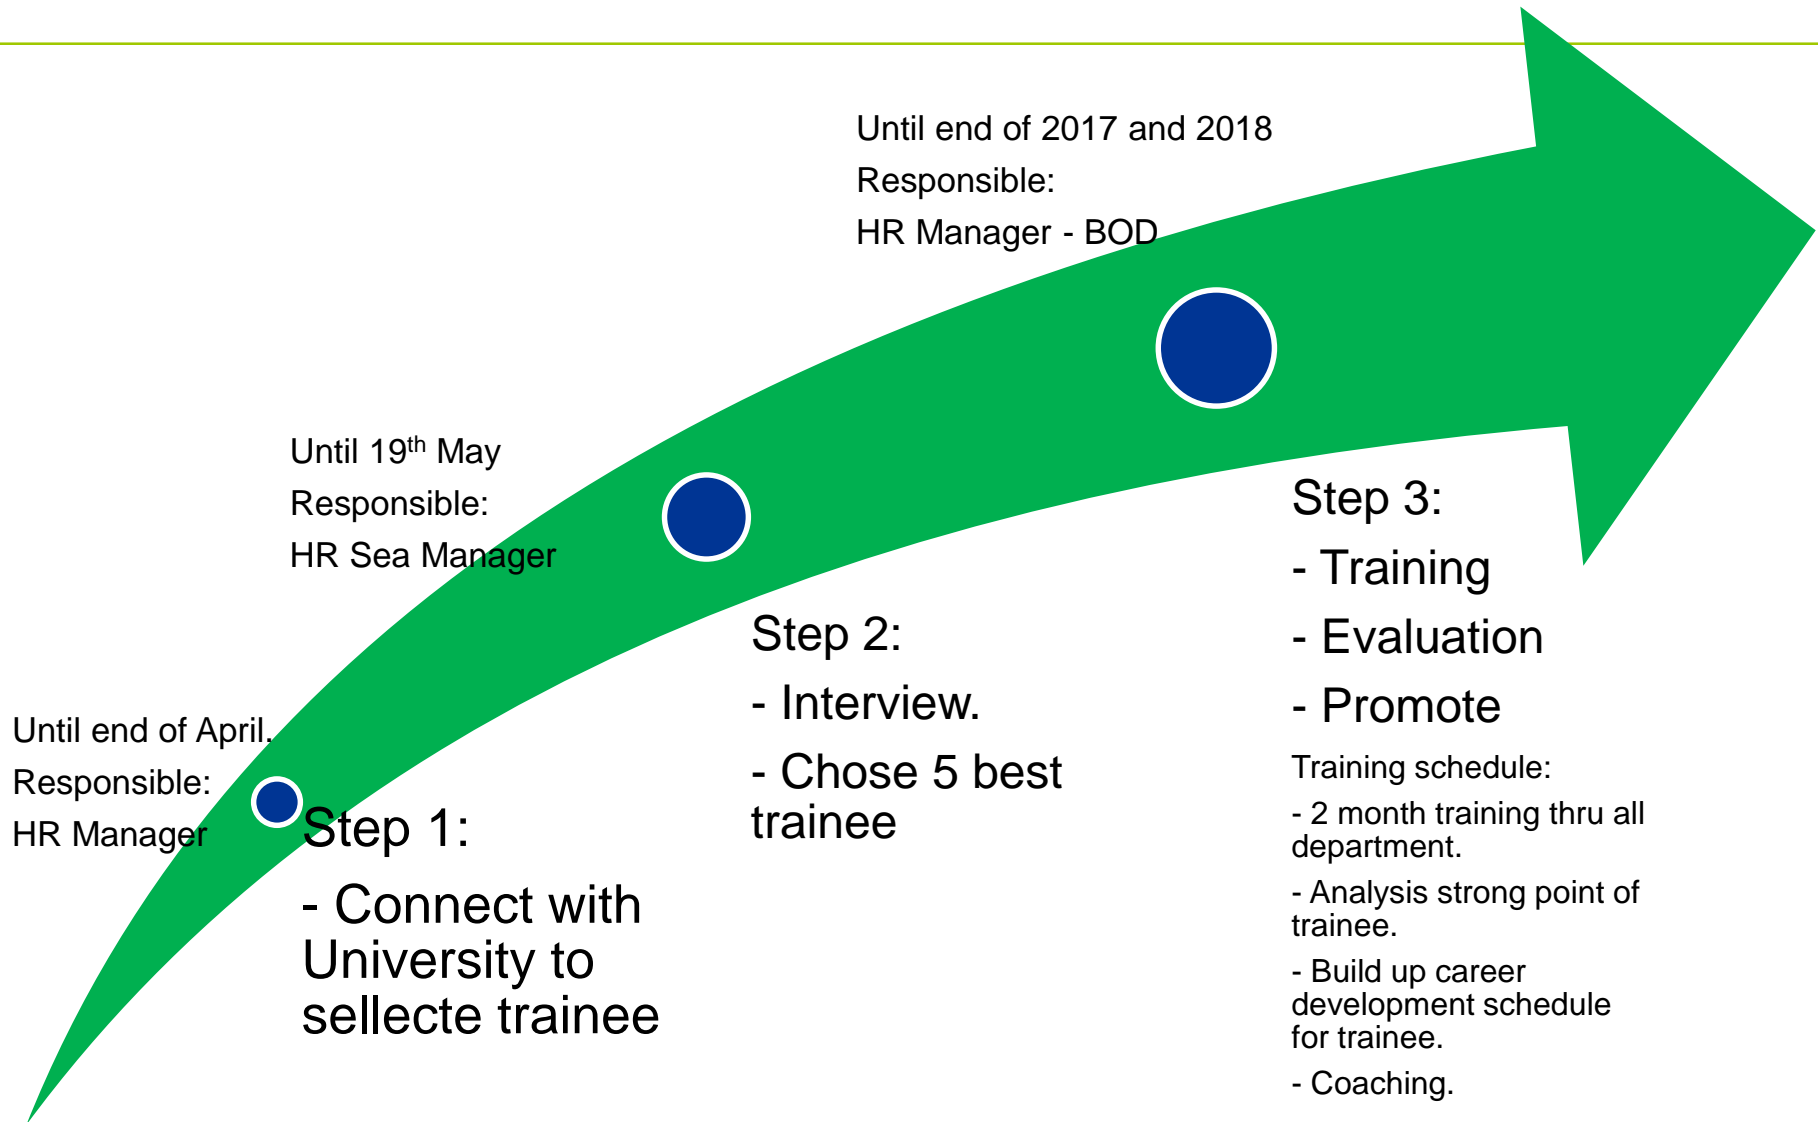 Until end of 2017 and 2018
Responsible:
HR Manager - BOD
Until 19th May
Responsible:
HR Sea Manager
Until end of April.
Responsible:
HR Manager
Step 1:
- Connect with
University to
sellecte trainee
Step 2:
- Interview.
- Chose 5 best
trainee
Step 3:
- Training
- Evaluation
- Promote
Training schedule:
- 2 month training thru all
department.
- Analysis strong point of
trainee.
- Build up career
development schedule
for trainee.
- Coaching.